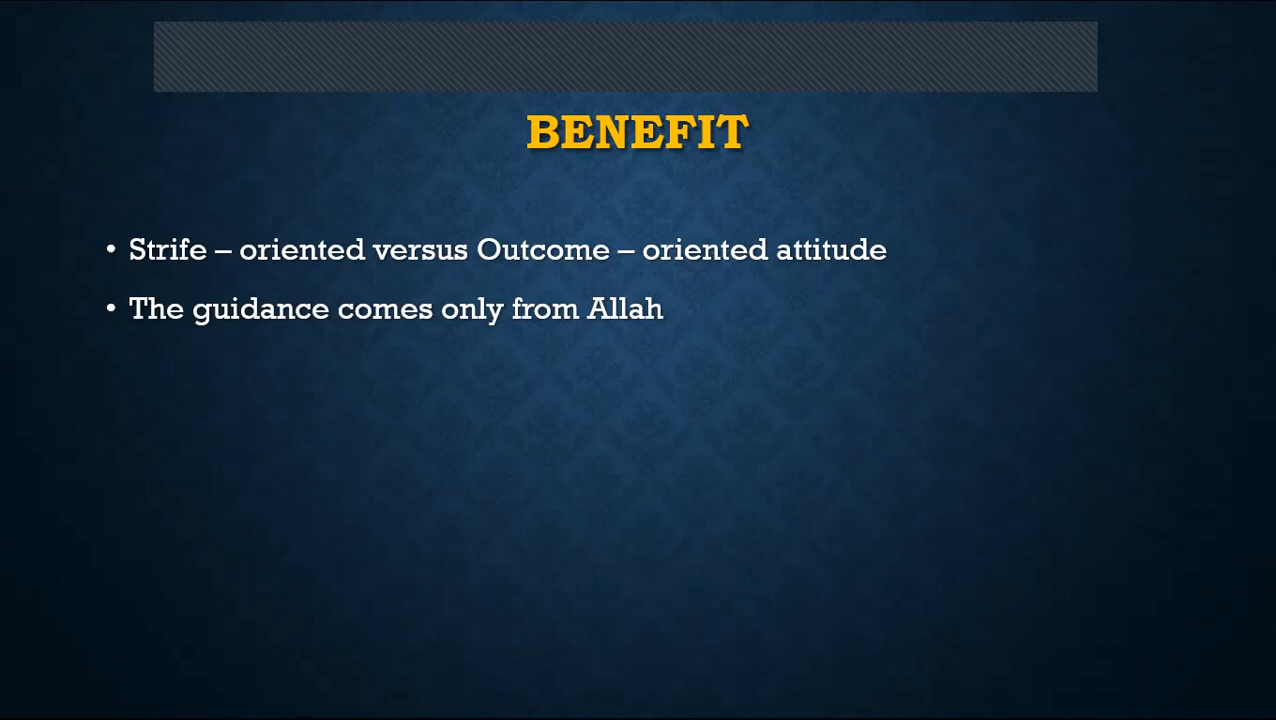 BENEFIT
• Strife – oriented versus Outcome – oriented attitude
• The guidance comes only from Allah